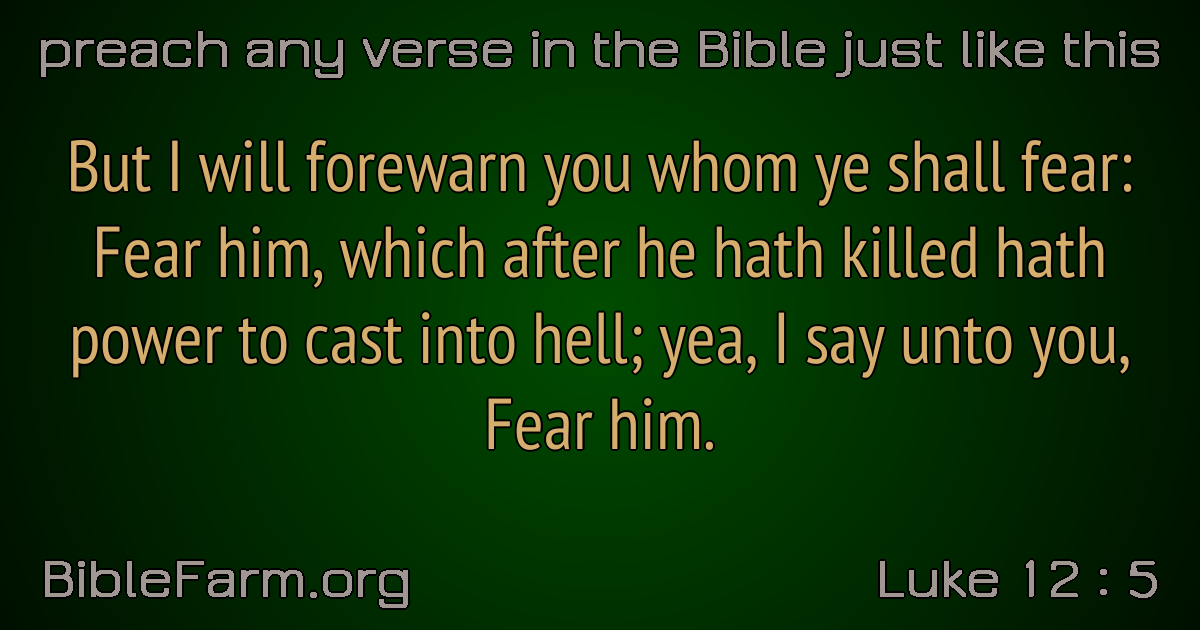 preach any verse in the Bible just like this
But I will forewarn you whom ye shall fear:
Fear him, which after he hath killed hath
power to cast into hell; yea, I say unto you,
Fear him.
BibleFarm.org
Luke 12 : 5